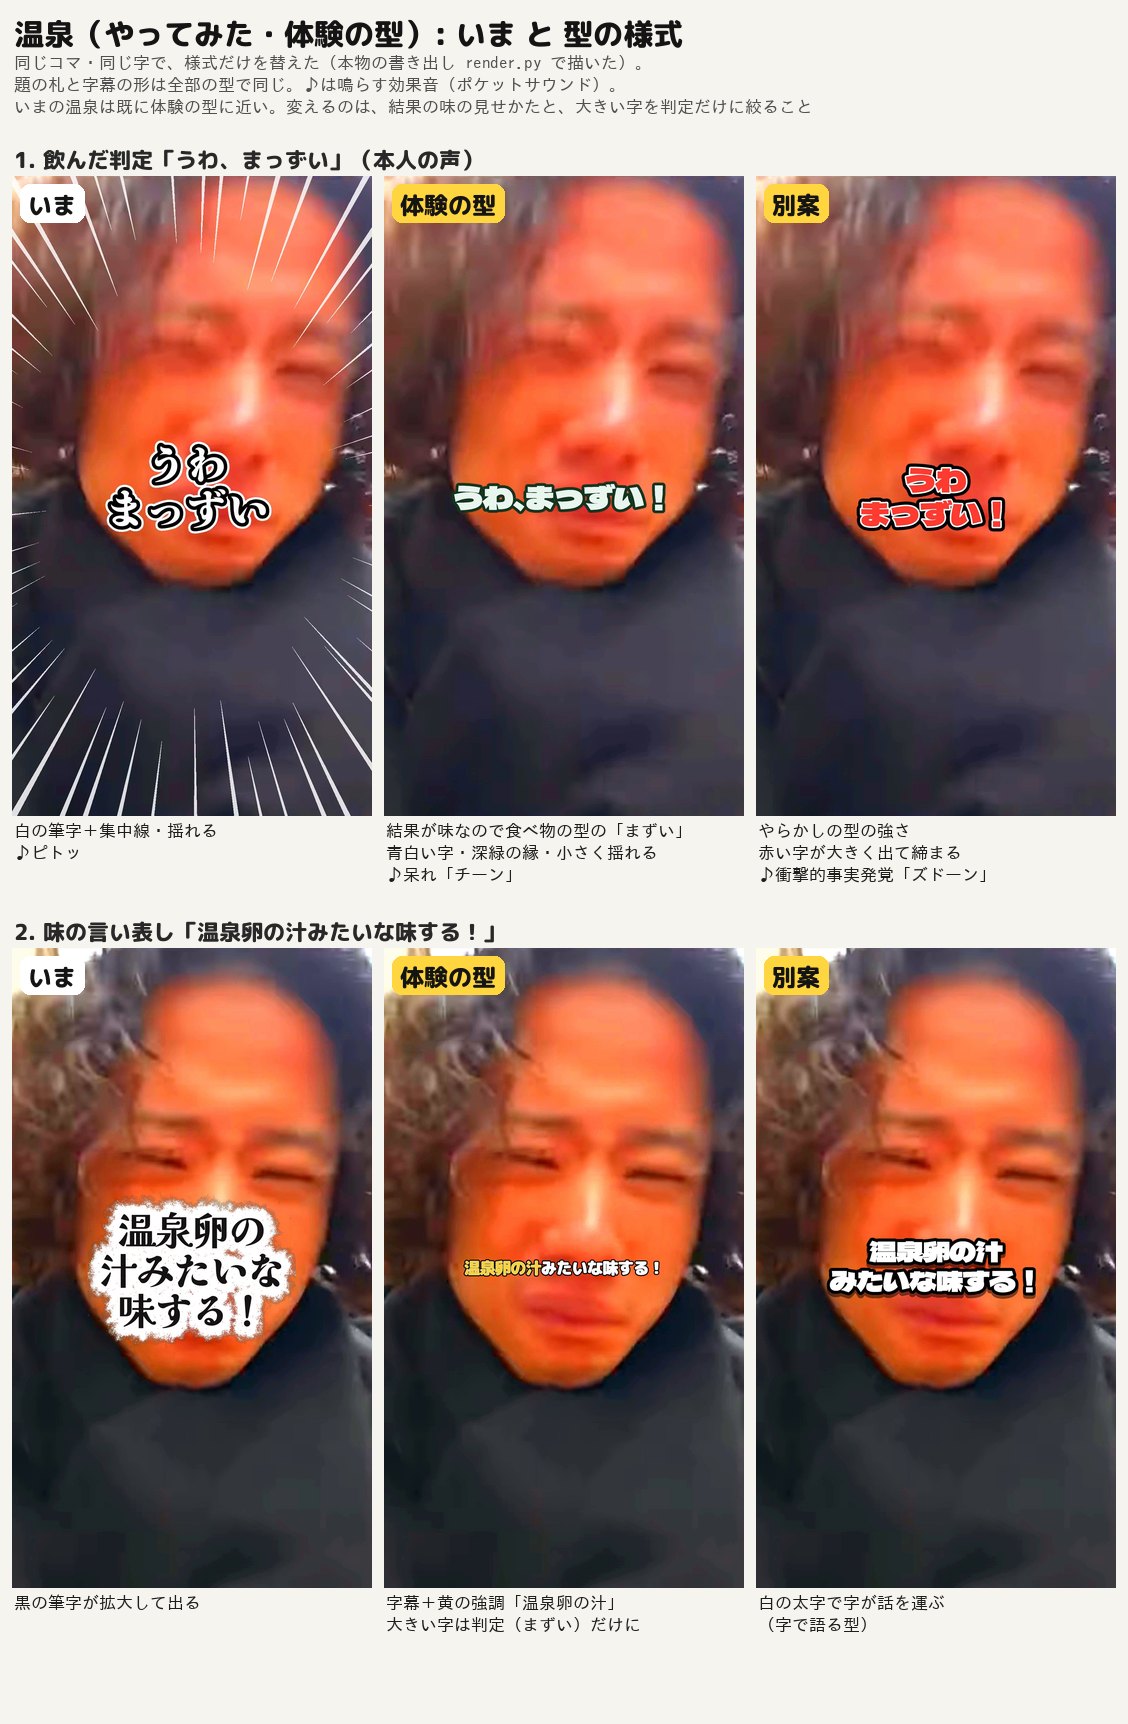 温泉（やってみた・体験の型）: いま と 型の様式
同じコマ・同じ字で、様式だけを替えた（本物の書き出し render.py で描いた）。
題の札と字幕の形は全部の型で同じ。♪は鳴らす効果音（ポケットサウンド）。
いまの温泉は既に体験の型に近い。変えるのは、結果の味の見せかたと、大きい字を判定だけに絞ること
1. 飲んだ判定「うわ、まっずい」（本人の声）
いま
体験の型
別案
うわ
まっずい
うわ、まっずい！
うわ
まっずい！
白の筆字＋集中線・揺れる
♪ピトッ
結果が味なので食べ物の型の「まずい」
青白い字・深緑の縁・小さく揺れる
♪呆れ「チーン」
やらかしの型の強さ
赤い字が大きく出て締まる
♪衝撃的事実発覚「ズドーン」
2. 味の言い表し「温泉卵の汁みたいな味する！」
いま
体験の型
別案
温泉卵の
汁みたいな
味する！
温泉卵の汁みたいな味する！
温泉卵の汁
みたいな味する！
黒の筆字が拡大して出る
字幕＋黄の強調「温泉卵の汁」
大きい字は判定（まずい）だけに
白の太字で字が話を運ぶ
（字で語る型）